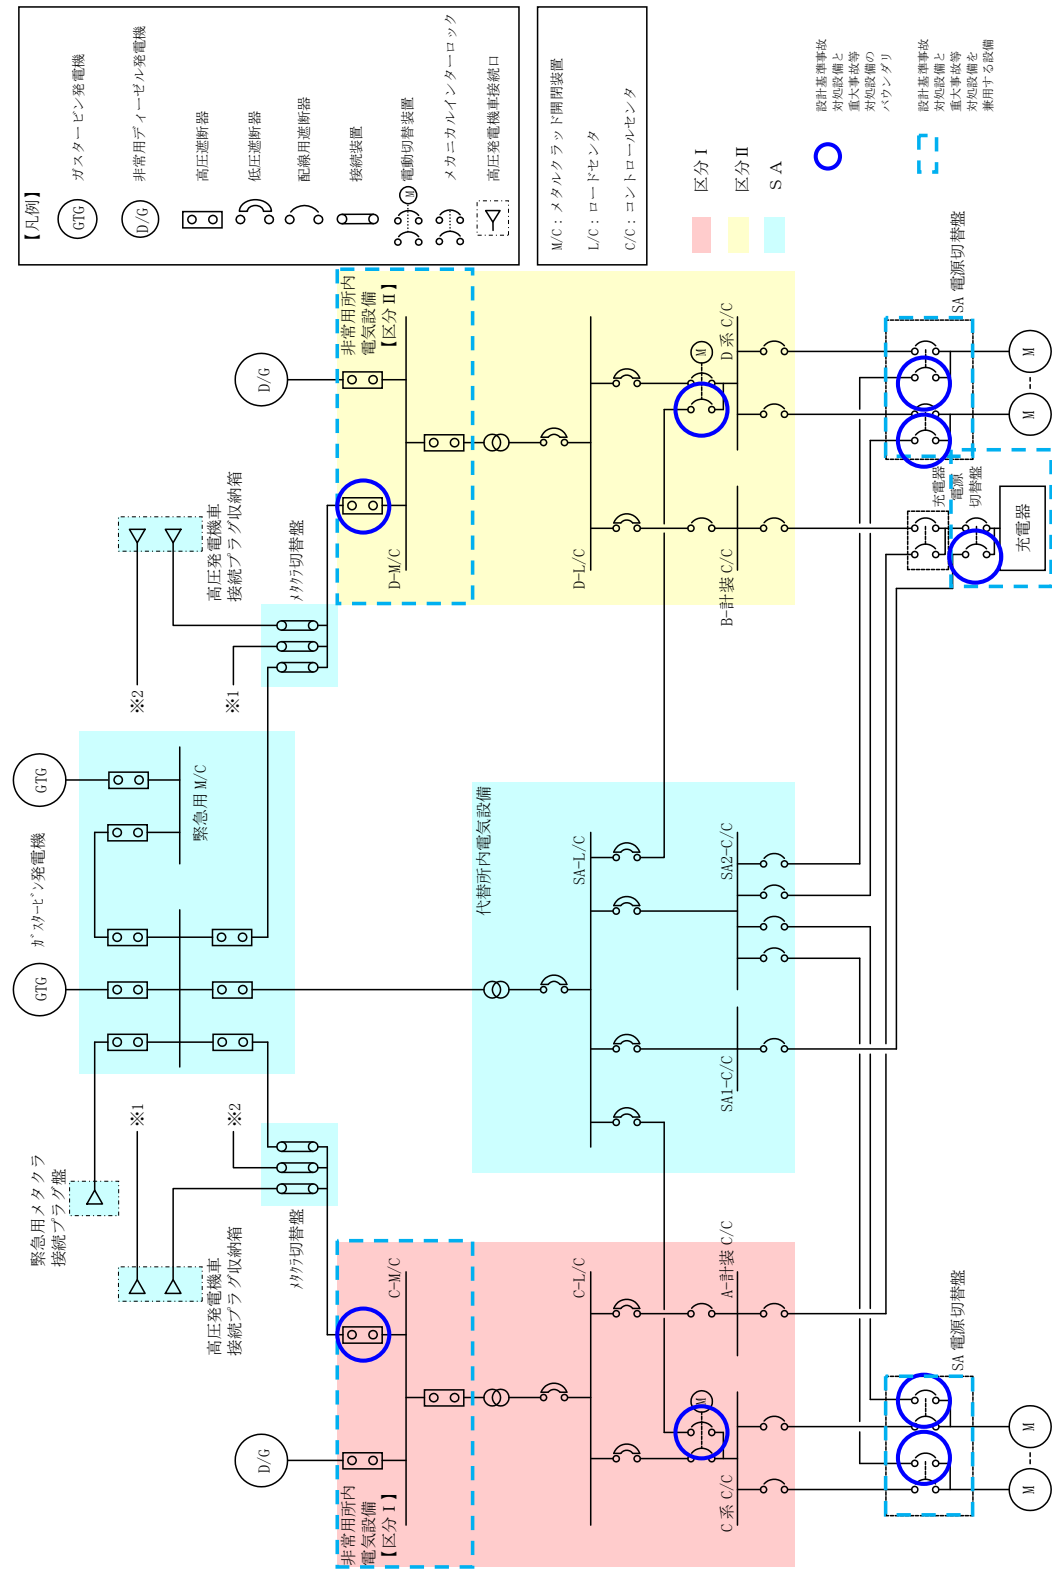 【凡例】
GTG
ガスタービン発電機
D/G
非常用ディーゼル発電機
高圧遮断器
低圧遮断器
配線用遮断器
接続装置
M
電動切替装置
メカニカルインターロック
高圧発電機車接続口
M/C：メタルクラッド開閉装置
L/C：ロードセンタ
C/C：コントロールセンタ
区分Ⅰ
区分Ⅱ
ＳＡ
設計基準事故
対処設備と
重大事故等
対処設備の
バウンダリ
設計基準事故
対処設備と
重大事故等
対処設備を
兼用する設備
緊急用メタクラ
接続プラグ盤
GTG
ｶﾞｽﾀｰﾋﾞﾝ発電機
GTG
緊急用 M/C
※1
※2
※2
※1
高圧発電機車
接続プラグ収納箱
高圧発電機車
接続プラグ収納箱
ﾒﾀｸﾗ切替盤
ﾒﾀｸﾗ切替盤
D/G
D/G
非常用所内
電気設備
【区分Ⅰ】
非常用所内
電気設備
【区分Ⅱ】
C-M/C
D-M/C
代替所内電気設備
C-L/C
SA-L/C
D-L/C
M
M
C 系 C/C
A-計装 C/C
SA1-C/C
SA2-C/C
B-計装 C/C
D 系 C/C
SA 電源切替盤
充電器
電源
切替盤
SA 電源切替盤
充電器
M
M
M
M